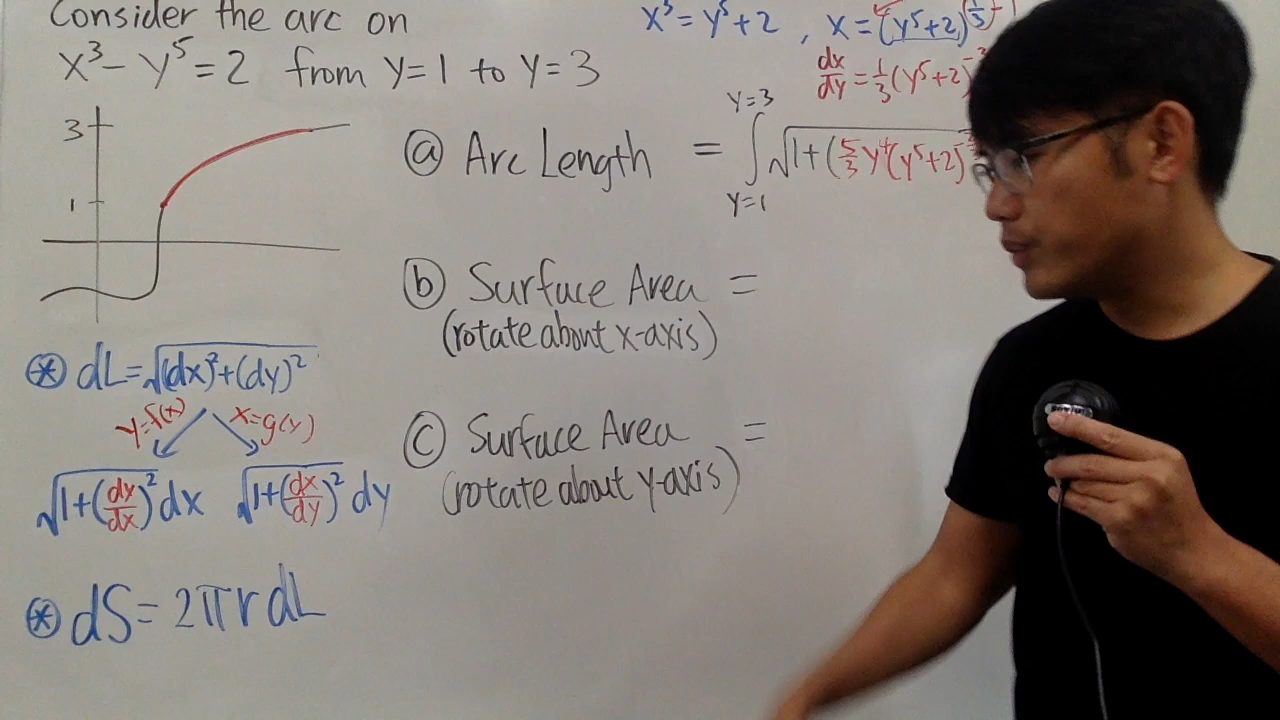 Consider the arc on
x³ - y⁵ = 2 from y=1 to y=3
x³ = y⁵ + 2 , x = (y⁵+2)^(1/3)
dx/dy = 1/3 (y⁵+2)
3
1
ⓐ Arc Length = ∫ y=1 y=3 √1+(5/3 y⁴(y⁵+2)
ⓑ Surface Area =
(rotate about x-axis)
ⓒ Surface Area =
(rotate about y-axis)
⊛ dL = √(dx)²+(dy)²
y=f(x) x=g(y)
√1+(dy/dx)² dx √1+(dx/dy)² dy
⊛ dS = 2πr dL